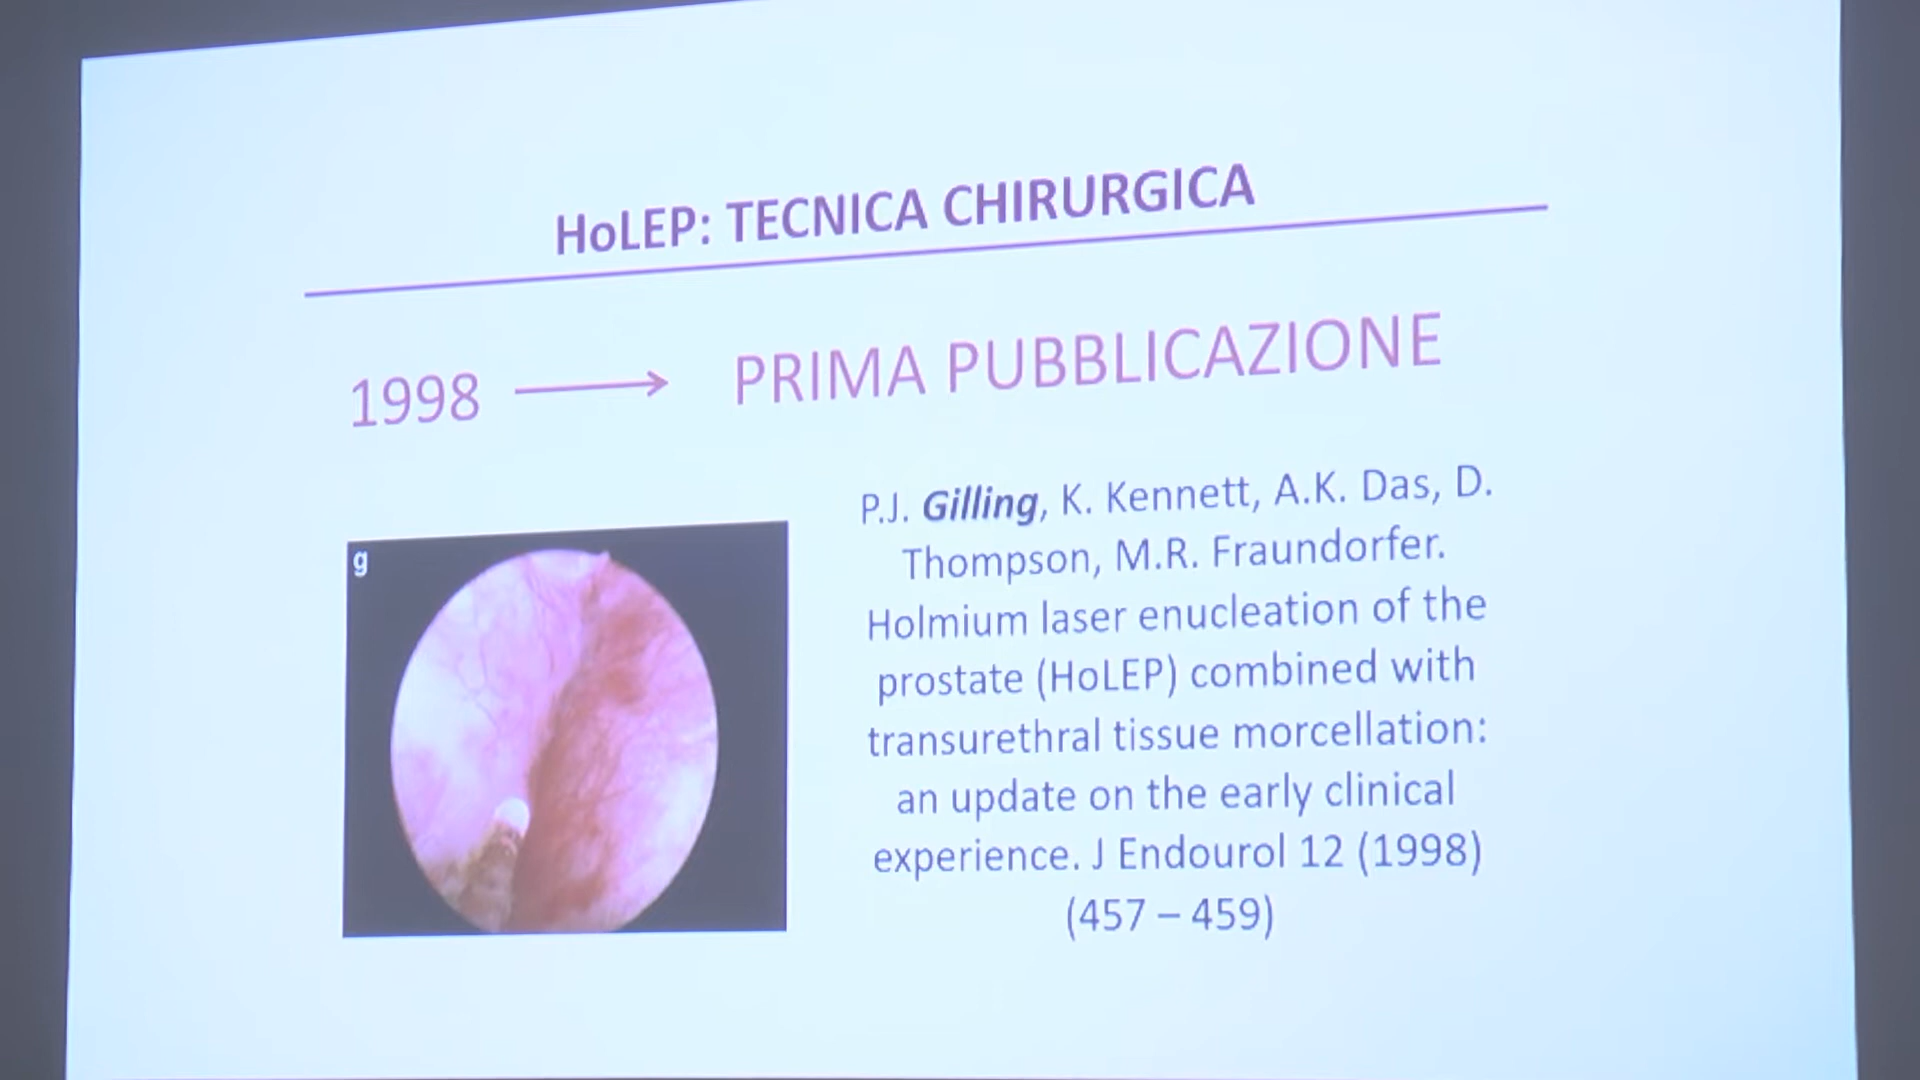 HoLEP: TECNICA CHIRURGICA
1998 → PRIMA PUBBLICAZIONE
g
P.J. Gilling, K. Kennett, A.K. Das, D.
Thompson, M.R. Fraundorfer.
Holmium laser enucleation of the
prostate (HoLEP) combined with
transurethral tissue morcellation:
an update on the early clinical
experience. J Endourol 12 (1998)
(457 – 459)